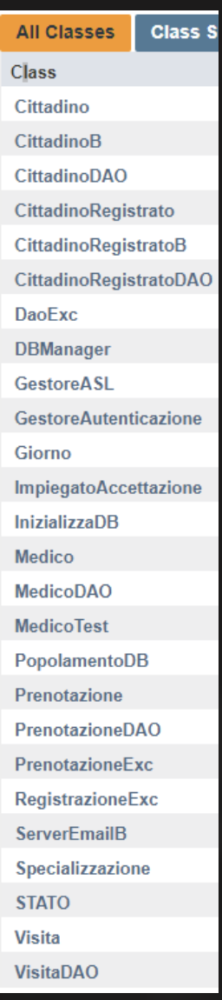 All Classes Class S
Class
Cittadino
CittadinoB
CittadinoDAO
CittadinoRegistrato
CittadinoRegistratoB
CittadinoRegistratoDAO
DaoExc
DBManager
GestoreASL
GestoreAutenticazione
Giorno
ImpiegatoAccettazione
InizializzaDB
Medico
MedicoDAO
MedicoTest
PopolamentoDB
Prenotazione
PrenotazioneDAO
PrenotazioneExc
RegistrazioneExc
ServerEmailB
Specializzazione
STATO
Visita
VisitaDAO